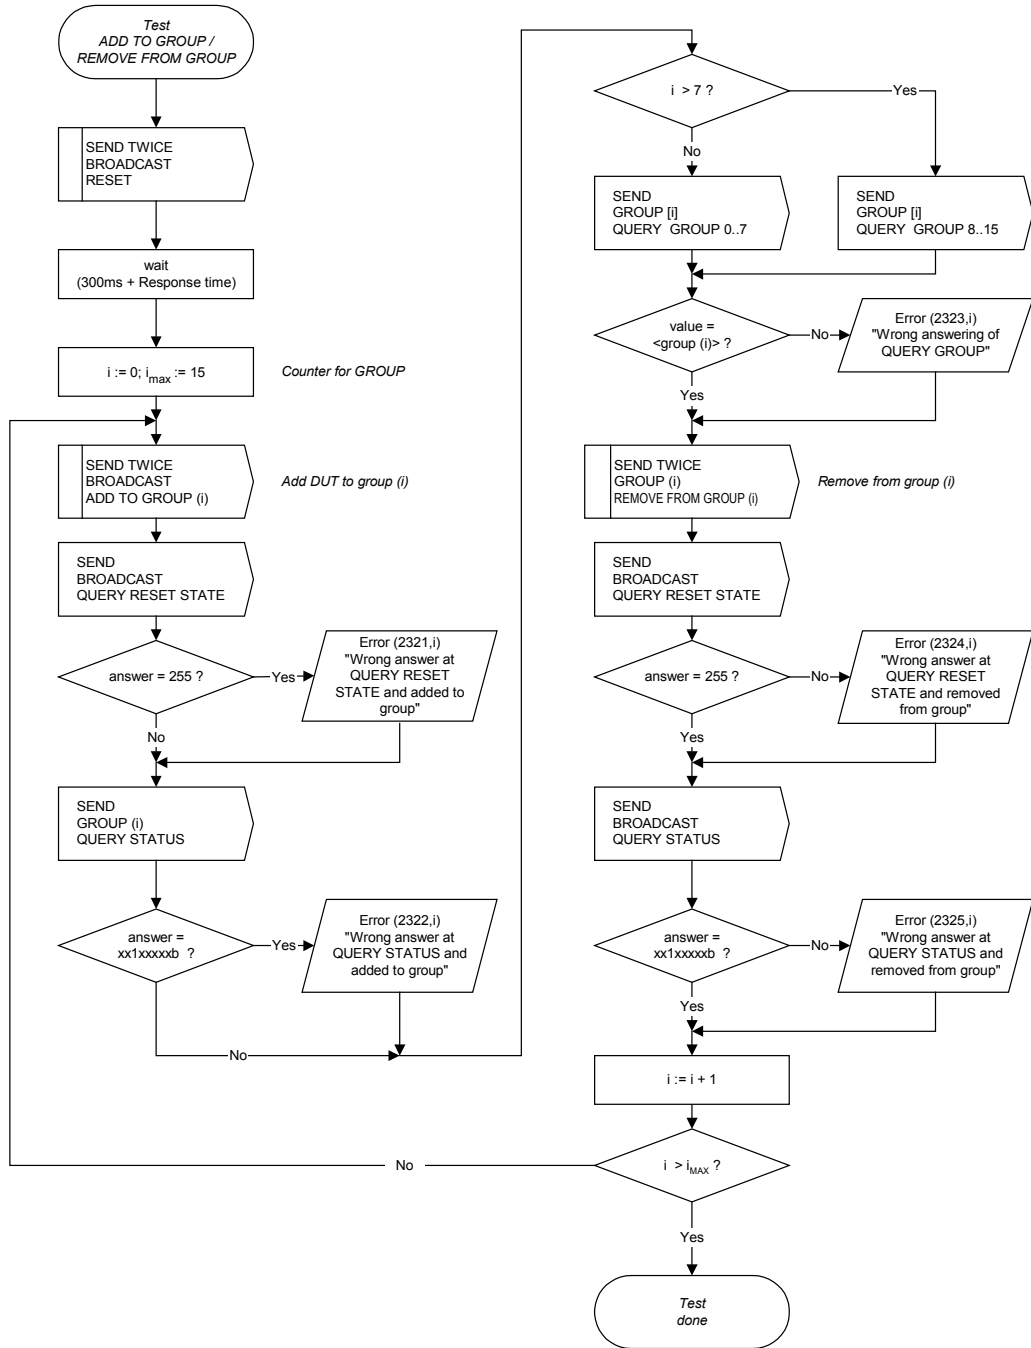 Test
ADD TO GROUP /
REMOVE FROM GROUP
SEND TWICE
BROADCAST
RESET
wait
(300ms + Response time)
i := 0; imax := 15
Counter for GROUP
SEND TWICE
BROADCAST
ADD TO GROUP (i)
Add DUT to group (i)
SEND
BROADCAST
QUERY RESET STATE
answer = 255 ?
Yes
Error (2321,i)
"Wrong answer at
QUERY RESET
STATE and added to
group"
No
SEND
GROUP (i)
QUERY STATUS
answer =
xx1xxxxxb ?
Yes
Error (2322,i)
"Wrong answer at
QUERY STATUS and
added to group"
No
i > 7 ?
Yes
No
SEND
GROUP [i]
QUERY GROUP 0..7
SEND
GROUP [i]
QUERY GROUP 8..15
value =
<group (i)> ?
No
Error (2323,i)
"Wrong answering of
QUERY GROUP"
Yes
SEND TWICE
GROUP (i)
REMOVE FROM GROUP (i)
Remove from group (i)
SEND
BROADCAST
QUERY RESET STATE
answer = 255 ?
No
Error (2324,i)
"Wrong answer at
QUERY RESET
STATE and removed
from group"
Yes
SEND
BROADCAST
QUERY STATUS
answer =
xx1xxxxxb ?
No
Error (2325,i)
"Wrong answer at
QUERY STATUS and
removed from group"
Yes
i := i + 1
i > iMAX ?
No
Yes
Test
done